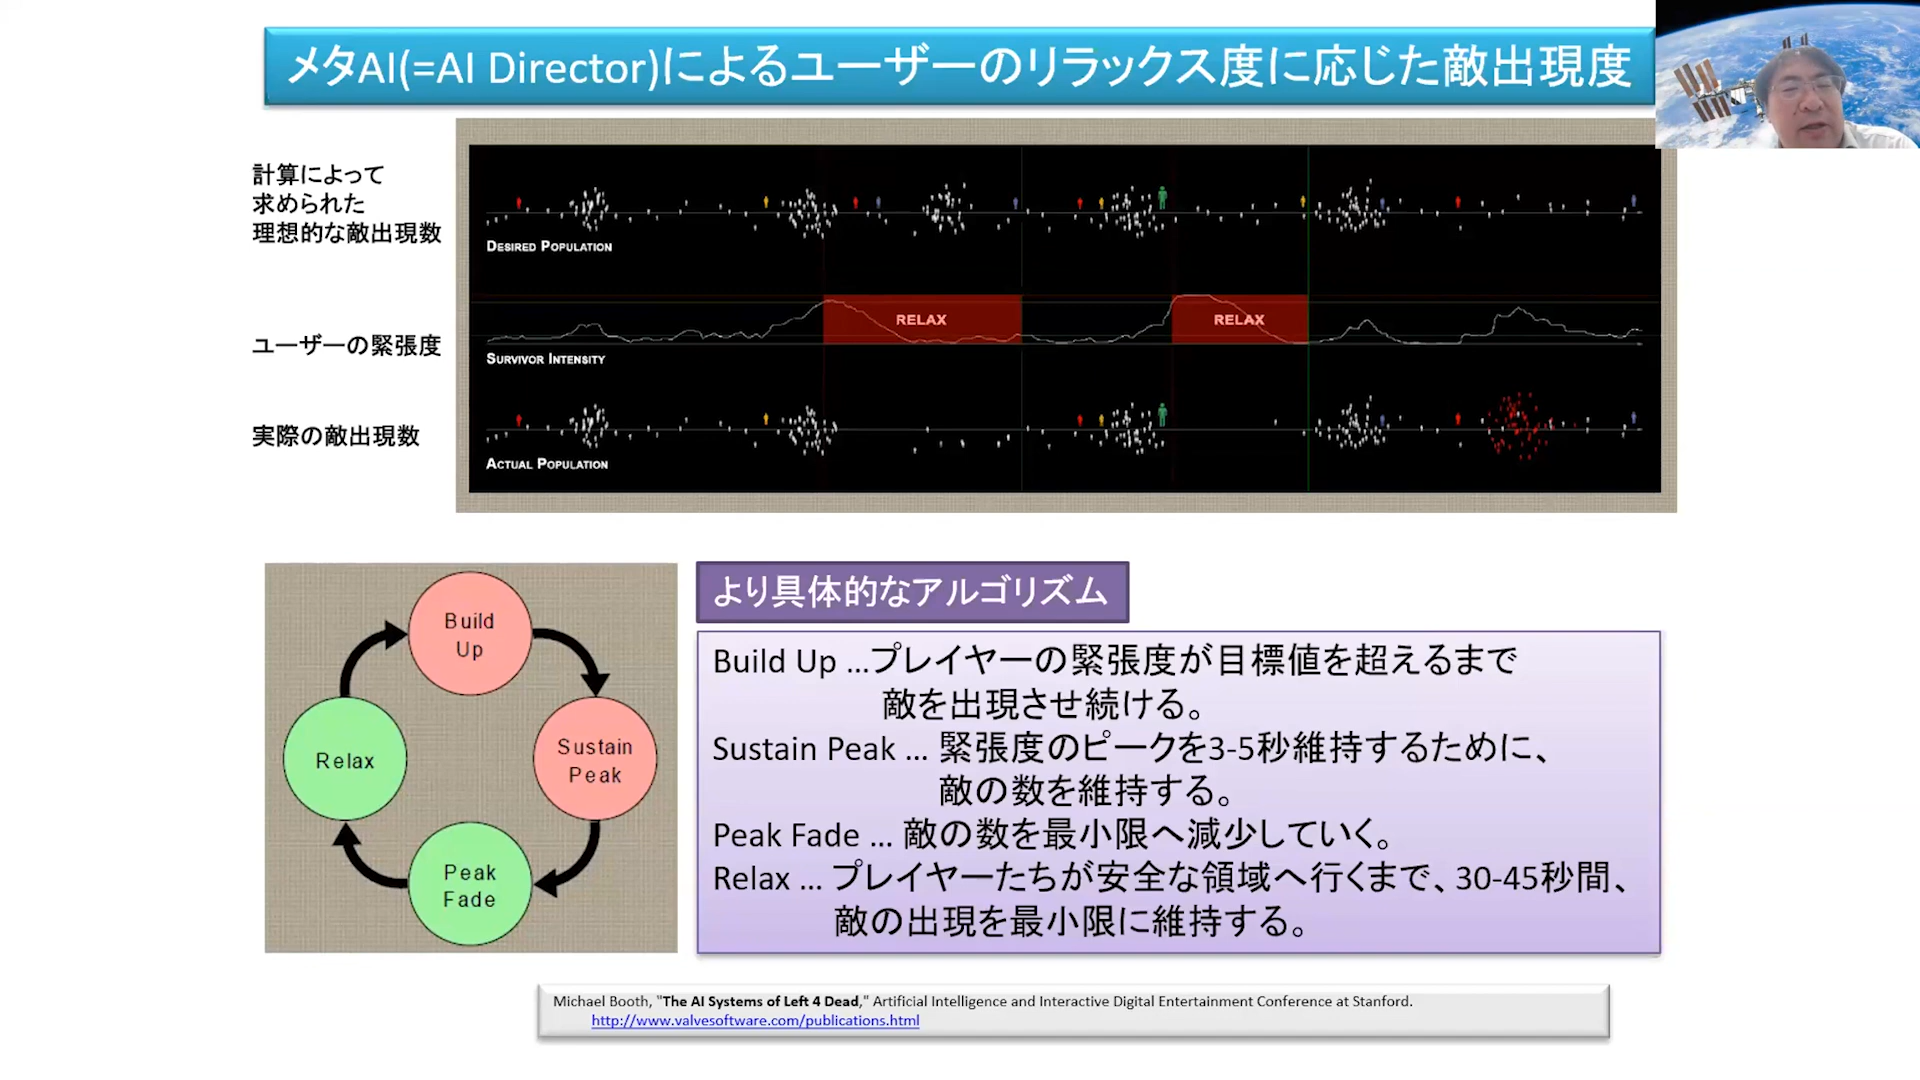 メタAI(=AI Director)によるユーザーのリラックス度に応じた敵出現度
計算によって
求められた
理想的な敵出現数
DESIRED POPULATION
RELAX
RELAX
ユーザーの緊張度
SURVIVOR INTENSITY
実際の敵出現数
ACTUAL POPULATION
Build
Up
Sustain
Peak
Relax
Peak
Fade
より具体的なアルゴリズム
Build Up ...プレイヤーの緊張度が目標値を超えるまで
敵を出現させ続ける。
Sustain Peak ... 緊張度のピークを3-5秒維持するために、
敵の数を維持する。
Peak Fade ... 敵の数を最小限へ減少していく。
Relax ... プレイヤーたちが安全な領域へ行くまで、30-45秒間、
敵の出現を最小限に維持する。
Michael Booth, "The AI Systems of Left 4 Dead," Artificial Intelligence and Interactive Digital Entertainment Conference at Stanford.
http://www.valvesoftware.com/publications.html